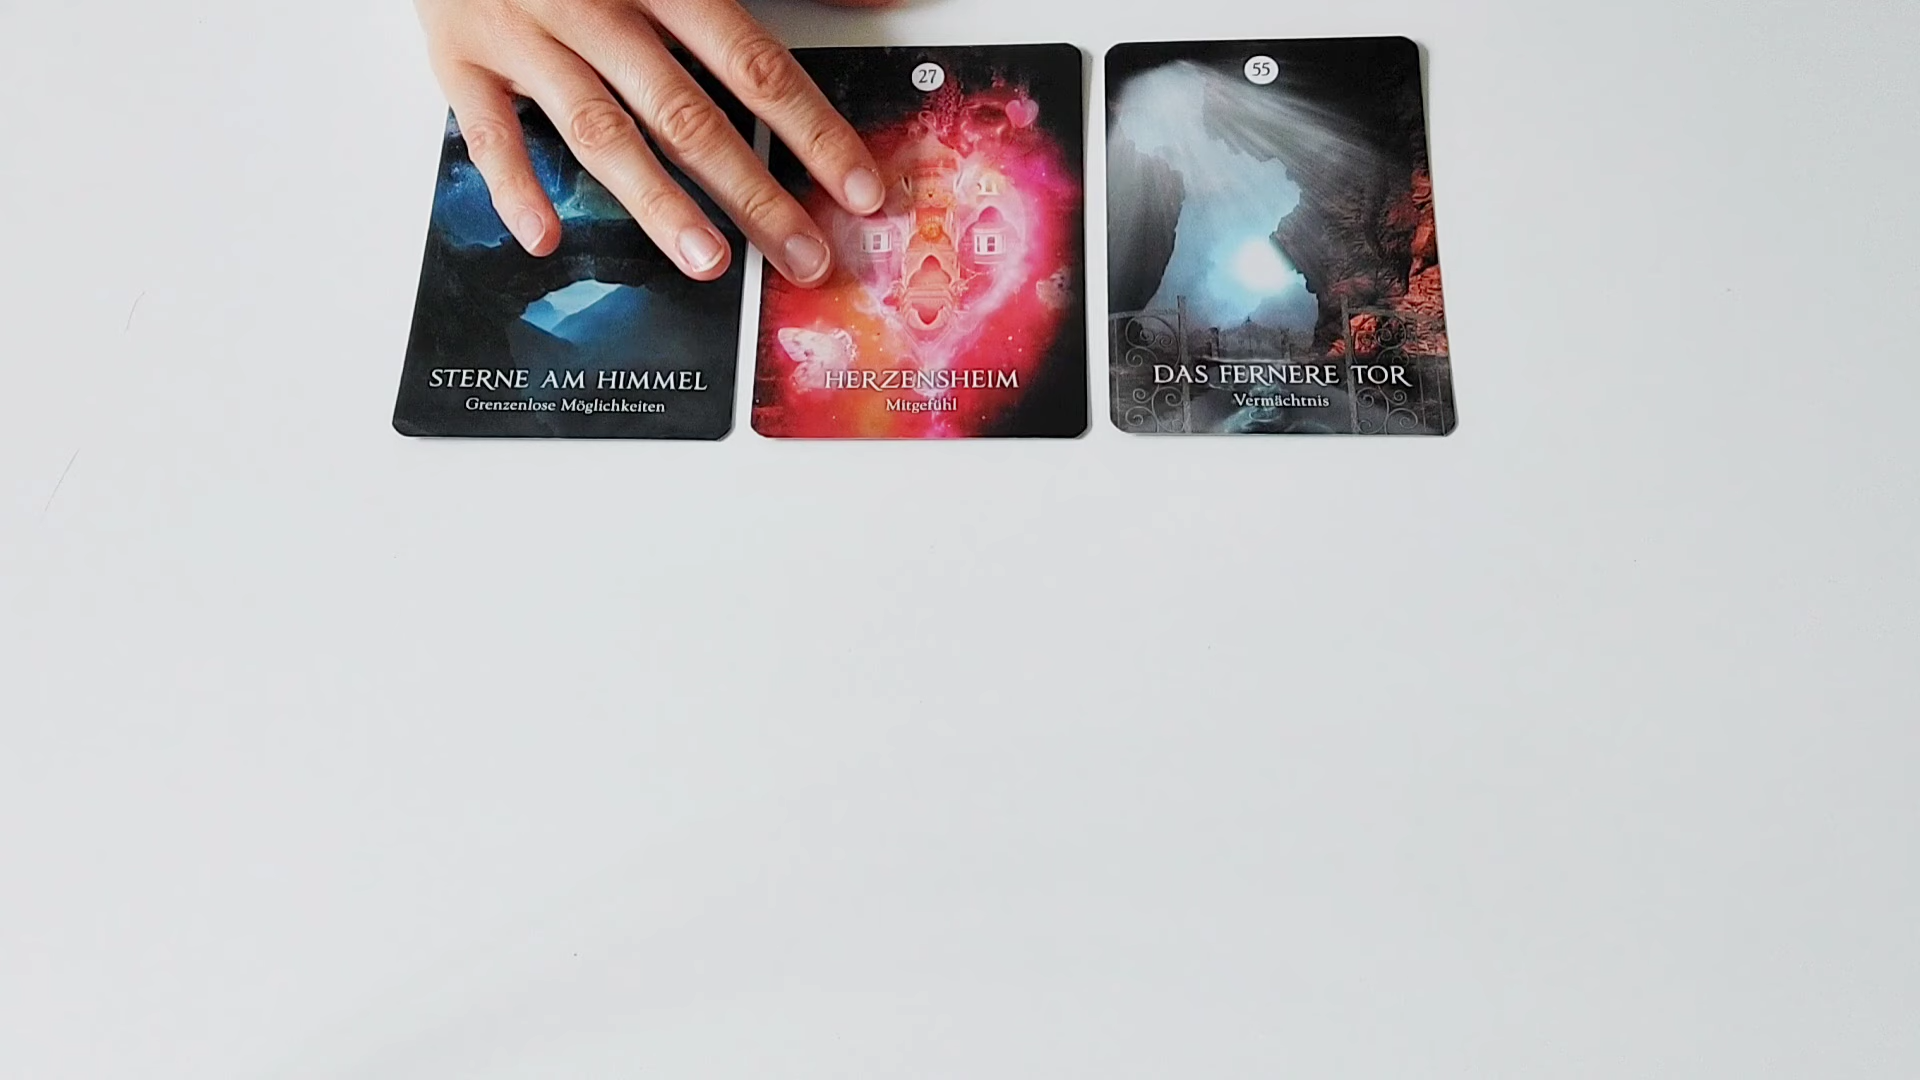 STERNE AM HIMMEL
Grenzenlose Möglichkeiten
27
HERZENSHEIM
Mitgefühl
55
DAS FERNERE TOR
Vermächtnis